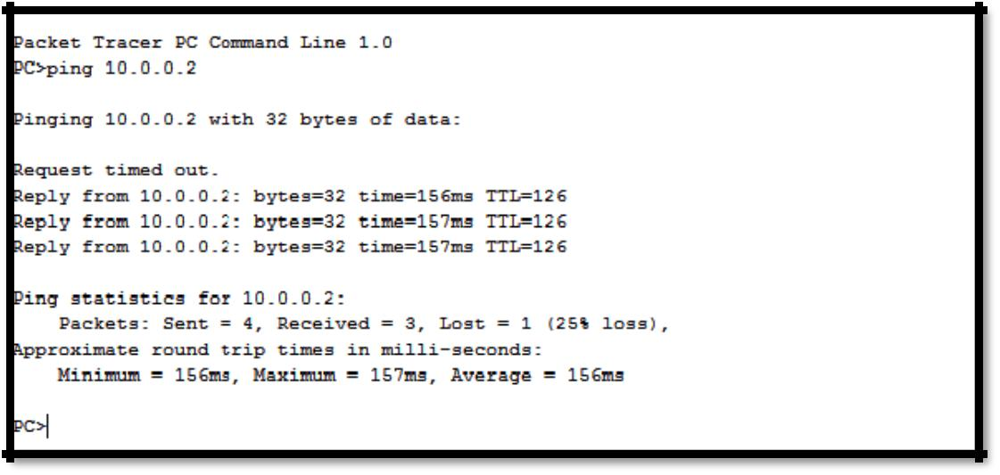 Packet Tracer PC Command Line 1.0
PC>ping 10.0.0.2
Pinging 10.0.0.2 with 32 bytes of data:
Request timed out.
Reply from 10.0.0.2: bytes=32 time=156ms TTL=126
Reply from 10.0.0.2: bytes=32 time=157ms TTL=126
Reply from 10.0.0.2: bytes=32 time=157ms TTL=126
Ping statistics for 10.0.0.2:
    Packets: Sent = 4, Received = 3, Lost = 1 (25% loss),
Approximate round trip times in milli-seconds:
    Minimum = 156ms, Maximum = 157ms, Average = 156ms
PC>